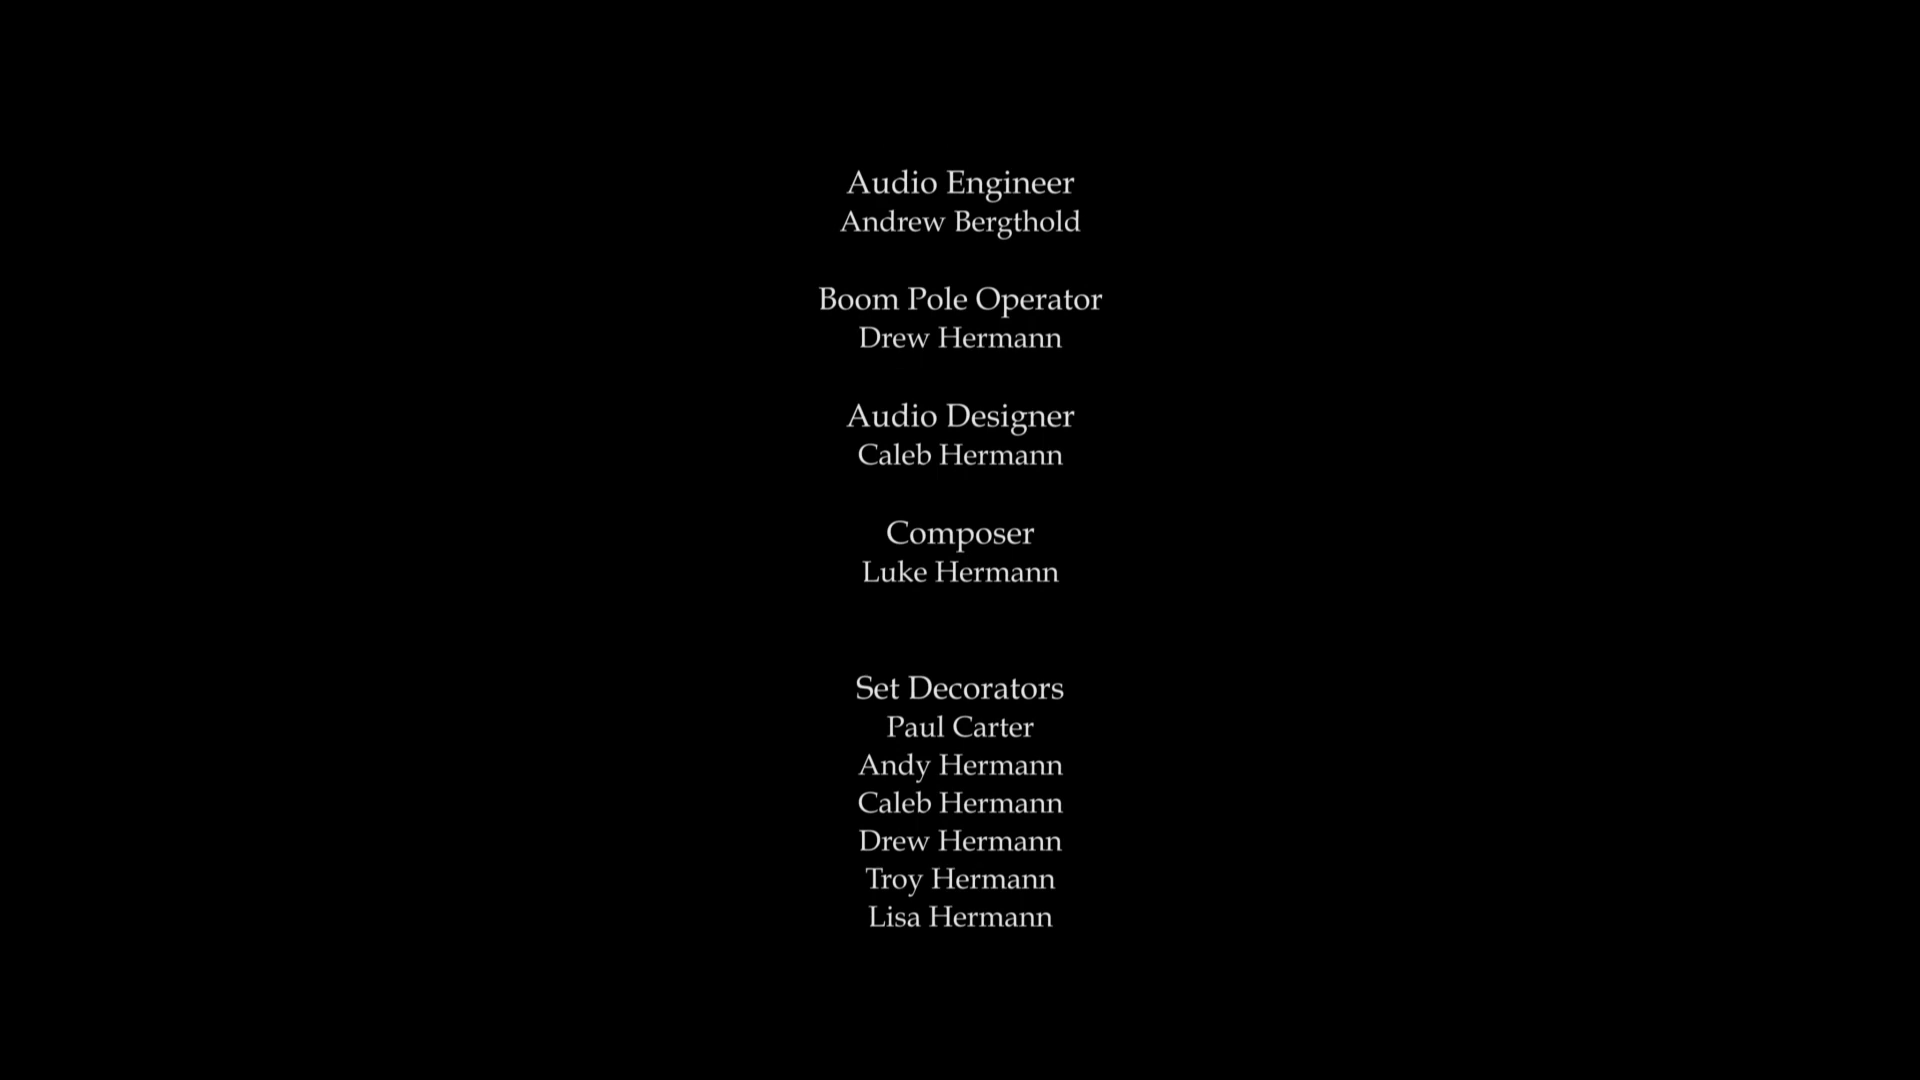 Audio Engineer
Andrew Bergthold
Boom Pole Operator
Drew Hermann
Audio Designer
Caleb Hermann
Composer
Luke Hermann
Set Decorators
Paul Carter
Andy Hermann
Caleb Hermann
Drew Hermann
Troy Hermann
Lisa Hermann